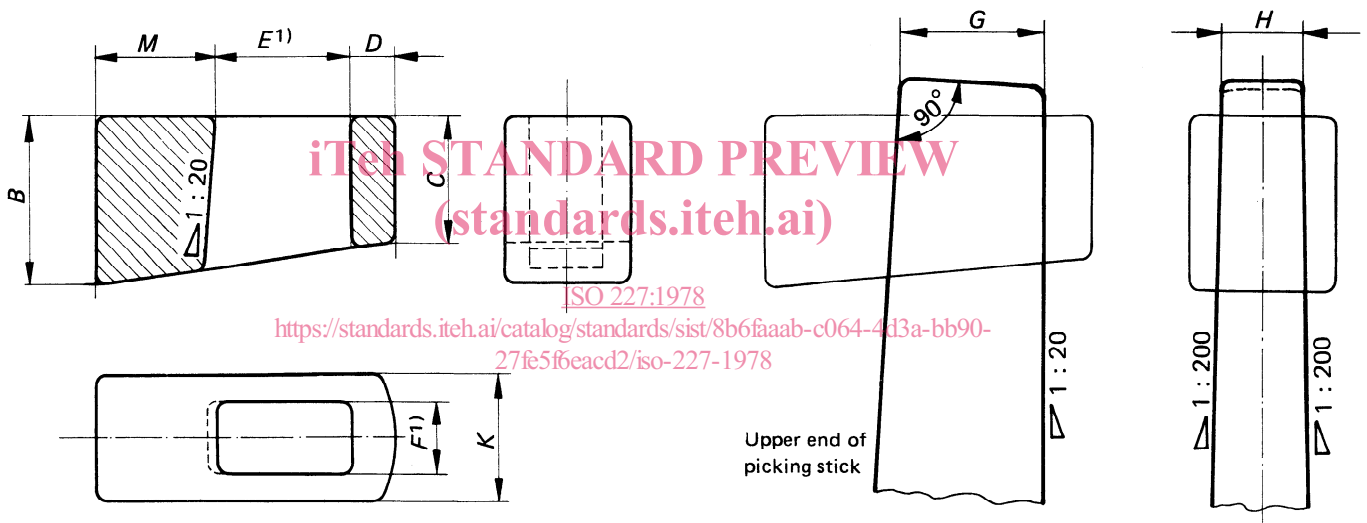 M
E1)
D
G
H
B
1 : 20
C
90°
iTeh STANDARD PREVIEW
(standards.iteh.ai)
ISO 227:1978
https://standards.iteh.ai/catalog/standards/sist/8b6faaab-c064-4d3a-bb90-
27fe5f6eacd2/iso-227-1978
1 : 20
1 : 200
1 : 200
F1)
K
Upper end of
picking stick